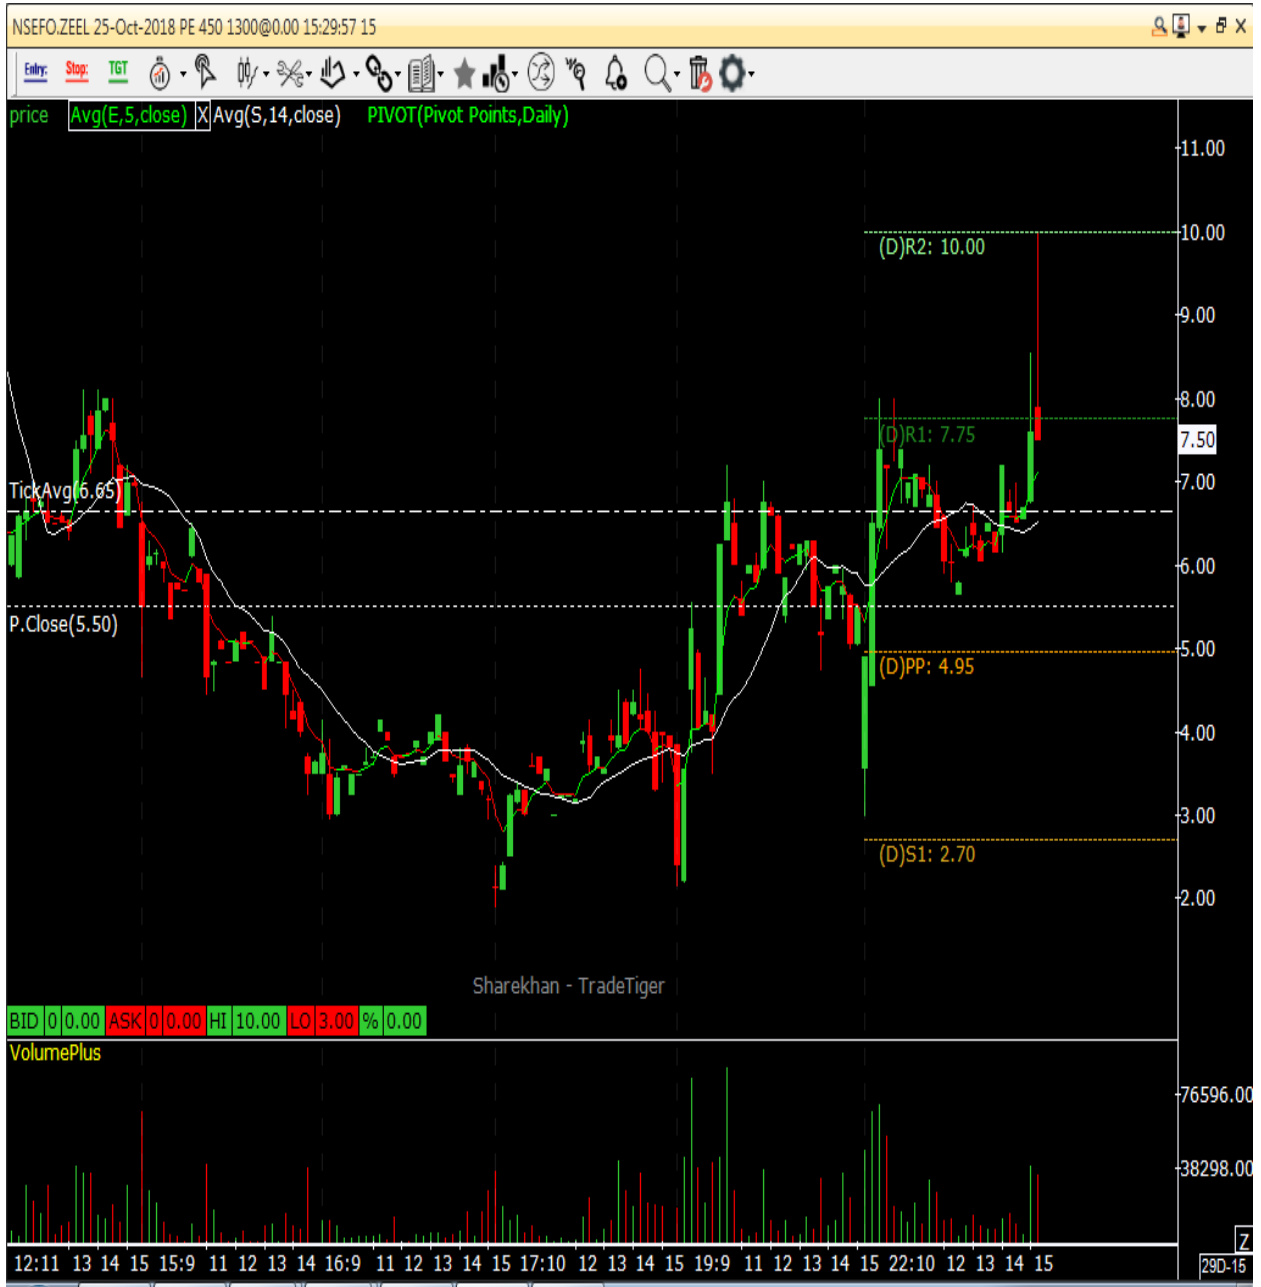 NSEFO.ZEEL 25-Oct-2018 PE 450 1300@0.00 15:29:57 15
Entry: Stop: TGT
price Avg(E,5,close) X Avg(S,14,close) PIVOT(Pivot Points,Daily)
11.00
10.00
(D)R2: 10.00
9.00
8.00
(D)R1: 7.75
7.50
7.00
TickAvg(6.65)
6.00
P.Close(5.50)
5.00
(D)PP: 4.95
4.00
3.00
(D)S1: 2.70
2.00
Sharekhan - TradeTiger
BID 0 0.00 ASK 0 0.00 HI 10.00 LO 3.00 % 0.00
VolumePlus
76596.00
38298.00
Z
12:11 13 14 15 15:9 11 12 13 14 16:9 11 12 13 14 15 17:10 12 13 14 15 19:9 11 12 13 14 15 22:10 12 13 14 15 29D-15